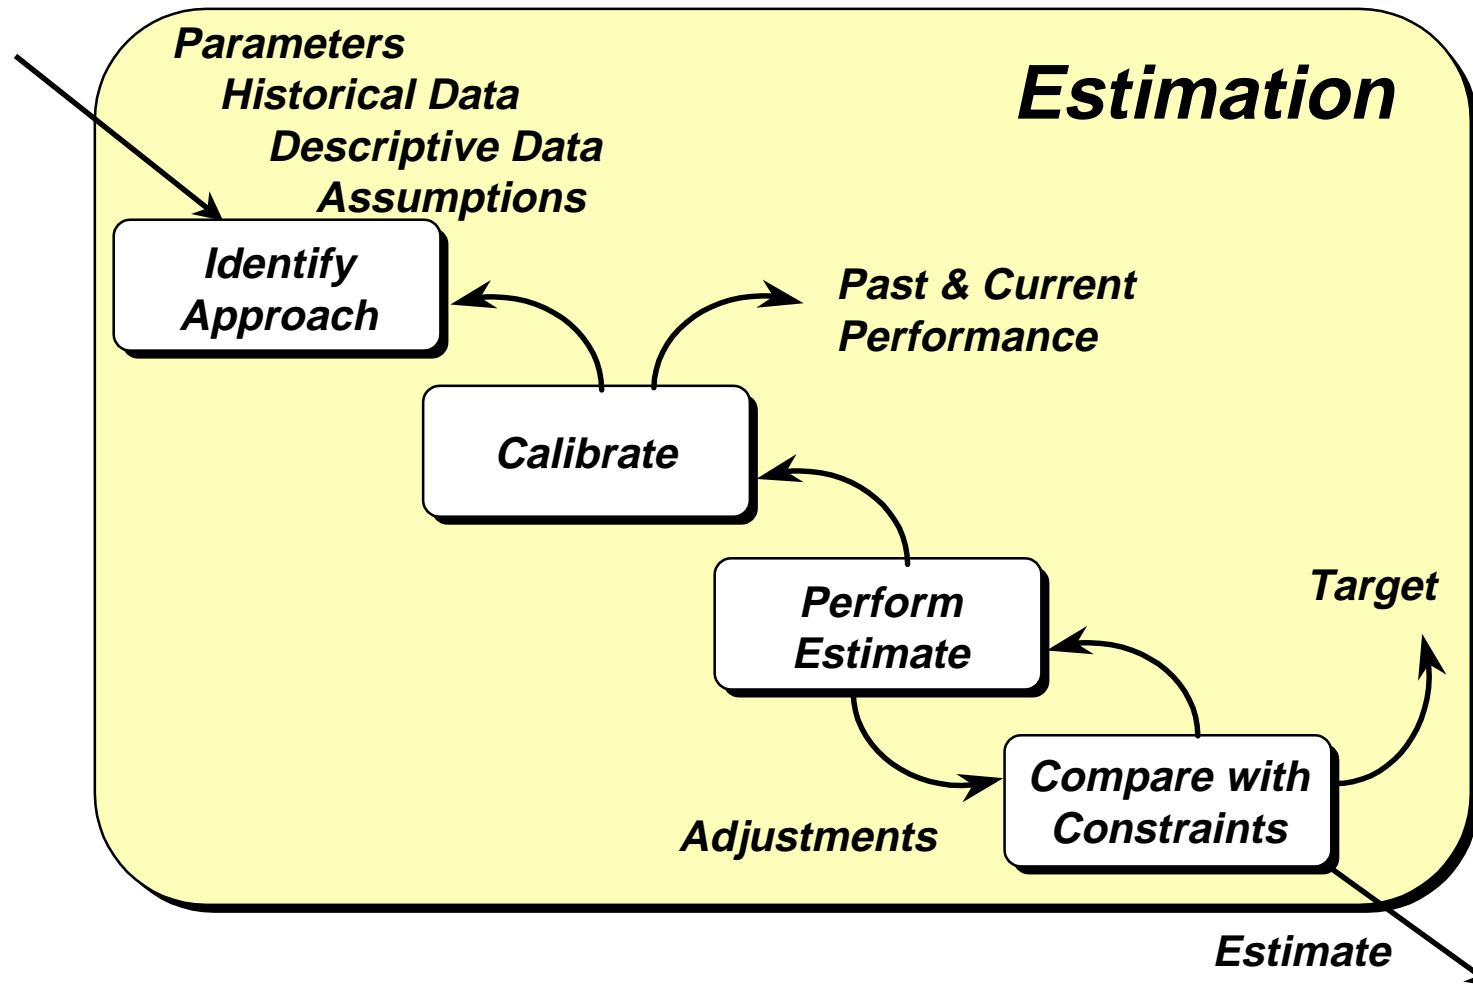 Parameters
Historical Data
Descriptive Data
Assumptions
Estimation
Identify
Approach
Past & Current
Performance
Calibrate
Perform
Estimate
Target
Compare with
Constraints
Adjustments
Estimate